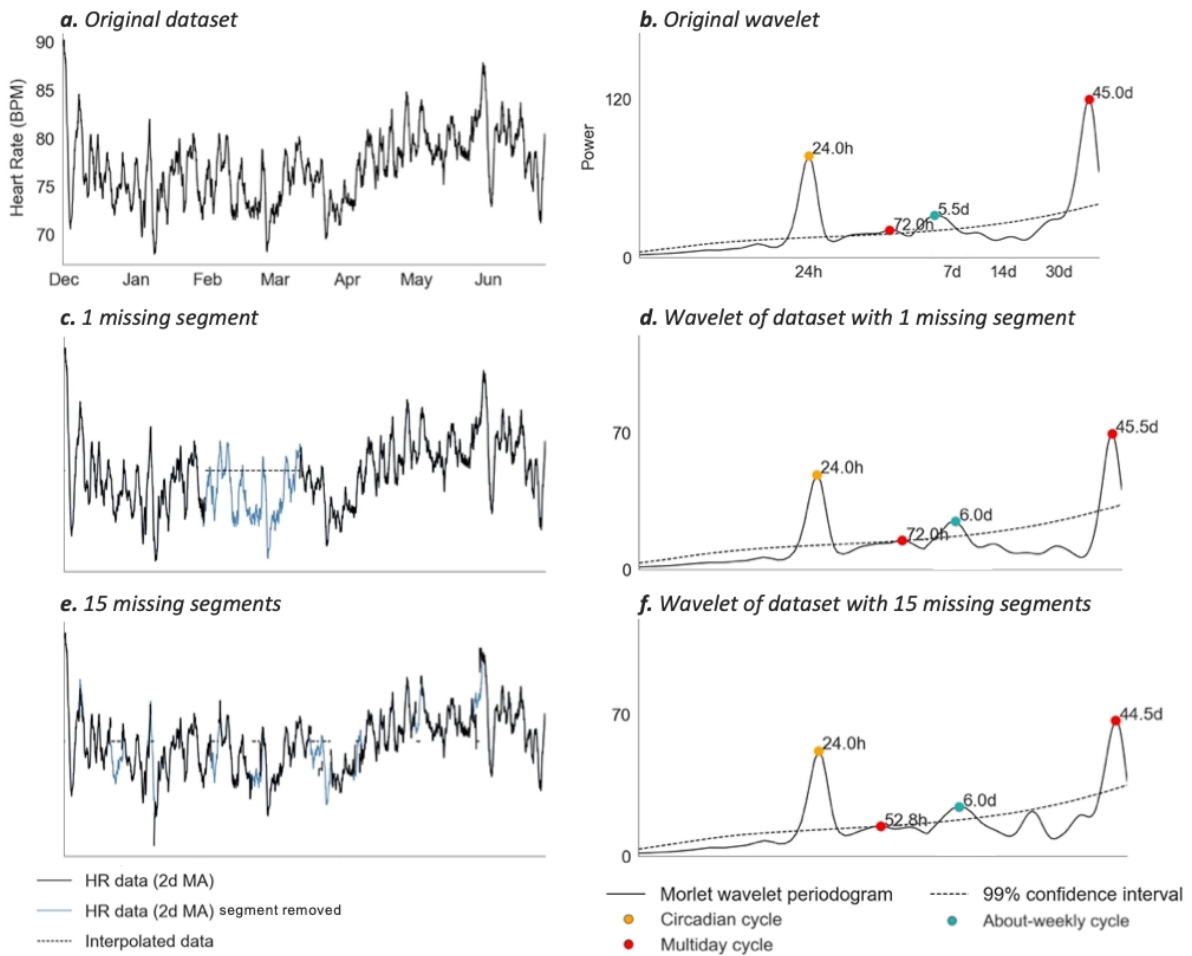 a. Original dataset
90
85
80
75
70
Heart Rate (BPM)
Dec Jan Feb Mar Apr May Jun
b. Original wavelet
120
0
Power
24.0h
72.0h
5.5d
45.0d
24h 7d 14d 30d
c. 1 missing segment
d. Wavelet of dataset with 1 missing segment
70
0
24.0h
72.0h
6.0d
45.5d
e. 15 missing segments
f. Wavelet of dataset with 15 missing segments
70
0
24.0h
52.8h
6.0d
44.5d
HR data (2d MA)
HR data (2d MA) segment removed
Interpolated data
Morlet wavelet periodogram
Circadian cycle
Multiday cycle
99% confidence interval
About-weekly cycle